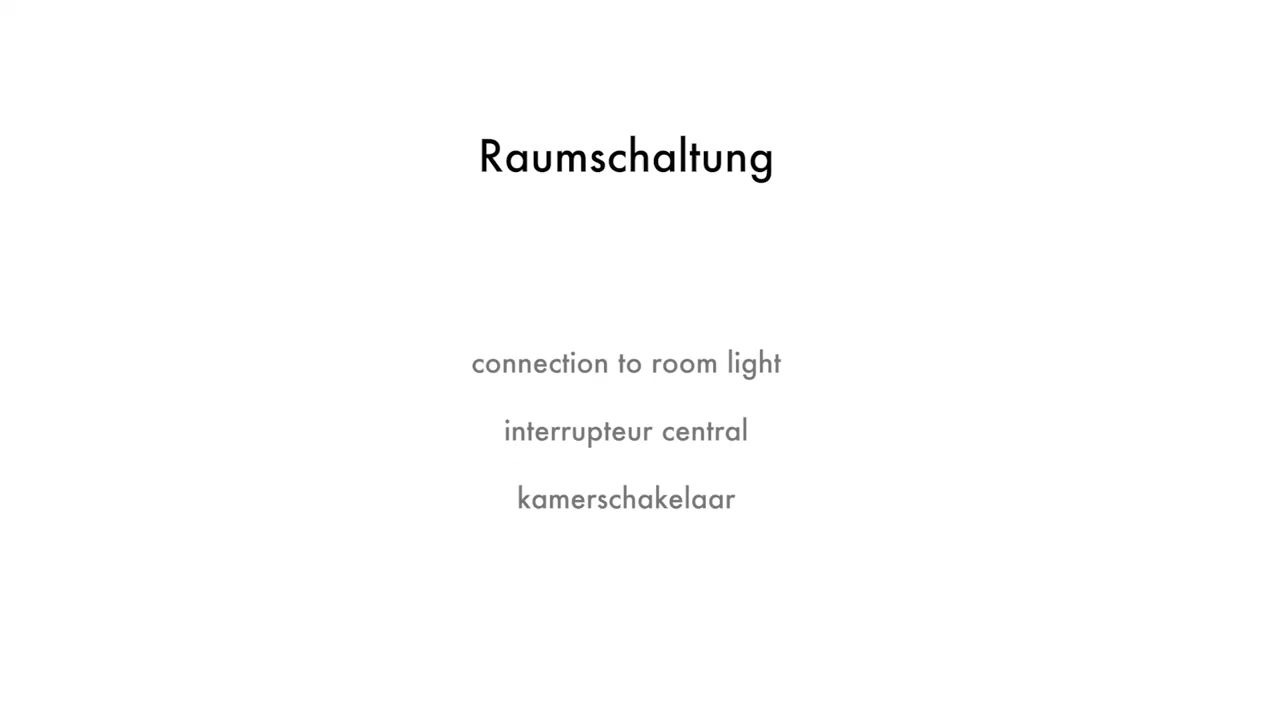 Raumschaltung
connection to room light
interrupteur central
kamerschakelaar